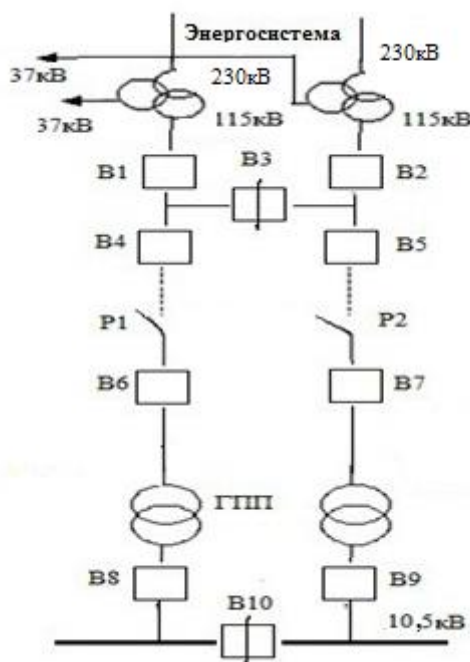 Энергосистема
230кВ
37кВ
230кВ
37кВ
115кВ
115кВ
В3
В1
В2
В4
В5
Р1
Р2
В6
В7
ГПП
В8
В9
В10
10,5кВ